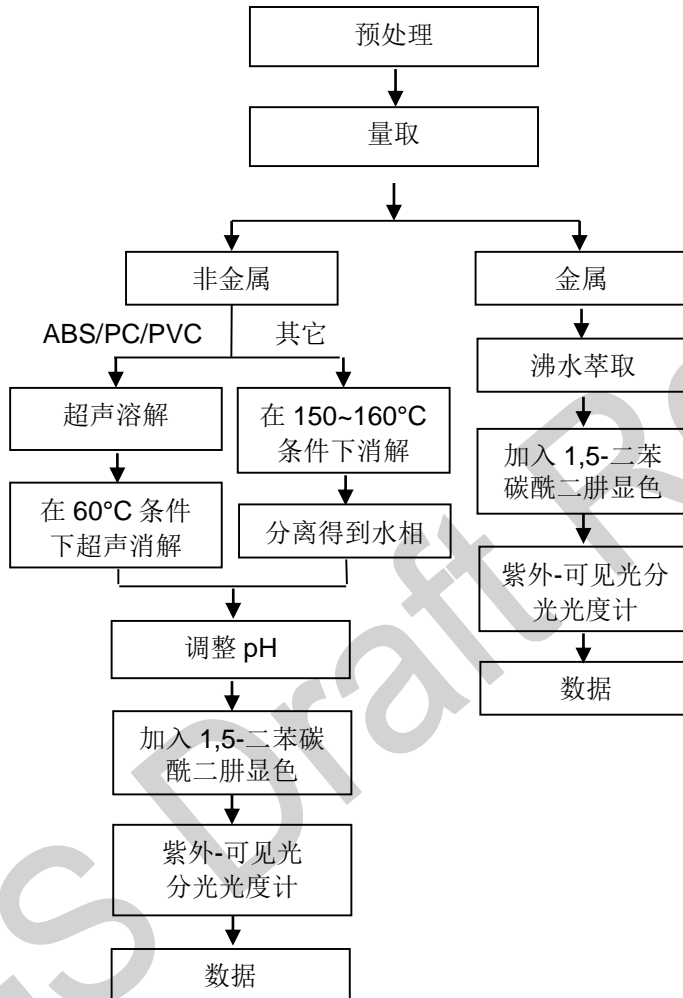 预处理
量取
非金属
金属
ABS/PC/PVC
其它
沸水萃取
超声溶解
在 150~160°C
条件下消解
加入 1,5-二苯
碳酰二肼显色
在 60°C 条件
下超声消解
分离得到水相
紫外-可见光分
光光度计
调整 pH
数据
加入 1,5-二苯碳
酰二肼显色
紫外-可见光
分光光度计
数据
Draft